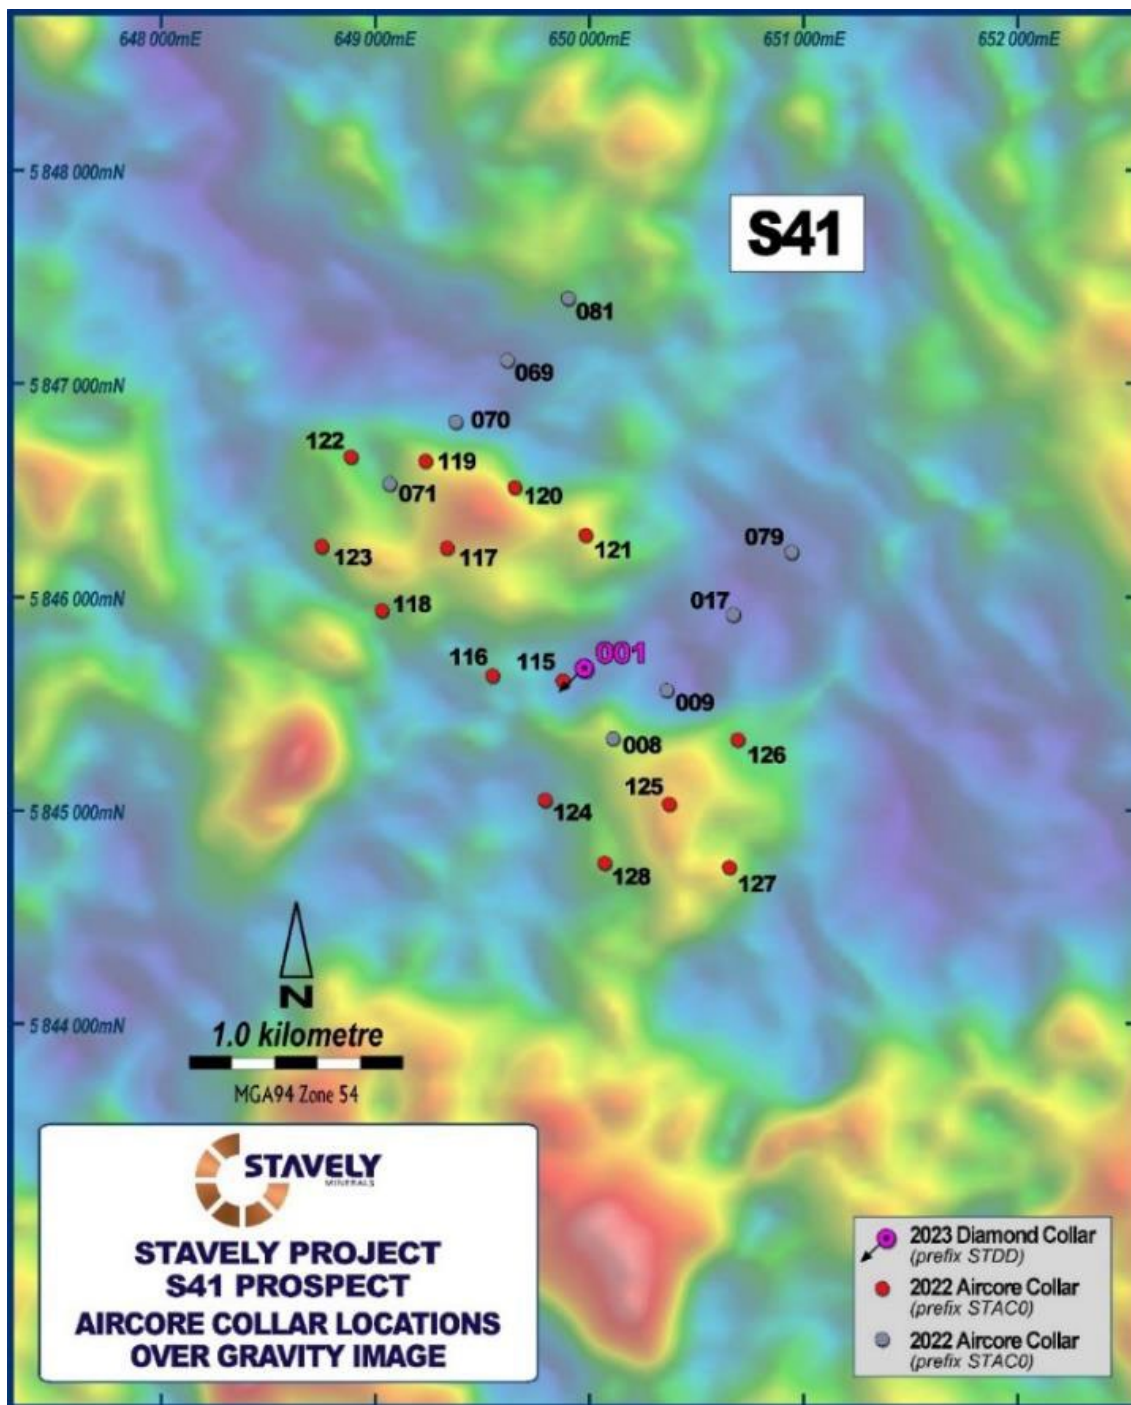 648 000mE
649 000mE
650 000mE
651 000mE
652 000mE
5 848 000mN
S41
081
069
5 847 000mN
070
122
119
071
120
079
123
117
121
5 846 000mN
118
017
116
115
001
009
008
126
125
5 845 000mN
124
128
127
N
5 844 000mN
1.0 kilometre
MGA94 Zone 54
STAVELY
MINERALS
STAVELY PROJECT
S41 PROSPECT
AIRCORE COLLAR LOCATIONS
OVER GRAVITY IMAGE
2023 Diamond Collar
(prefix STDD)
2022 Aircore Collar
(prefix STAC0)
2022 Aircore Collar
(prefix STAC0)